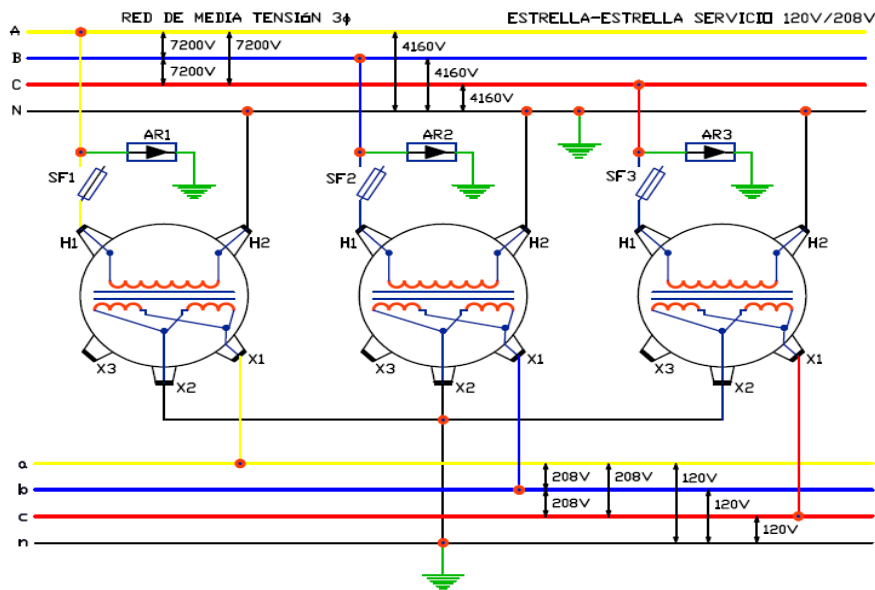 RED DE MEDIA TENSIóN 3ϕ
ESTRELLA-ESTRELLA SERVICIO 120V/208V
A
7200V 7200V 4160V
B
7200V 4160V
C
4160V
N
AR1 AR2 AR3
SF1 SF2 SF3
H1 H2 H1 H2 H1 H2
X3 X1 X3 X1 X3 X1
X2 X2 X2
a
208V 208V 120V
b
208V 120V
c
120V
n